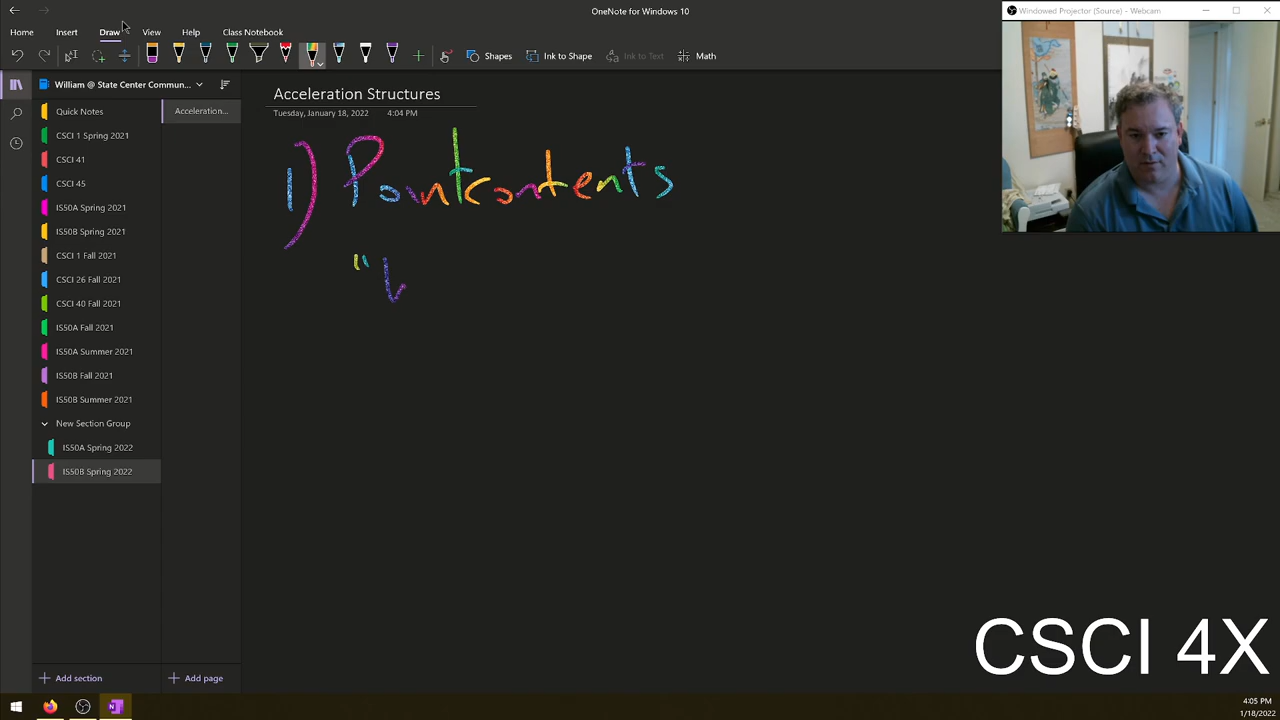 OneNote for Windows 10
Windowed Projector (Source) - Webcam
Home Insert Draw View Help Class Notebook
Shapes Ink to Shape Ink to Text Math
William @ State Center Commun...
Quick Notes
CSCI 1 Spring 2021
CSCI 41
CSCI 45
IS50A Spring 2021
IS50B Spring 2021
CSCI 1 Fall 2021
CSCI 26 Fall 2021
CSCI 40 Fall 2021
IS50A Fall 2021
IS50A Summer 2021
IS50B Fall 2021
IS50B Summer 2021
New Section Group
IS50A Spring 2022
IS50B Spring 2022
Add section
Acceleration...
Add page
Acceleration Structures
Tuesday, January 18, 2022 4:04 PM
1) Pointcontents
CSCI 4X
4:05 PM
1/18/2022